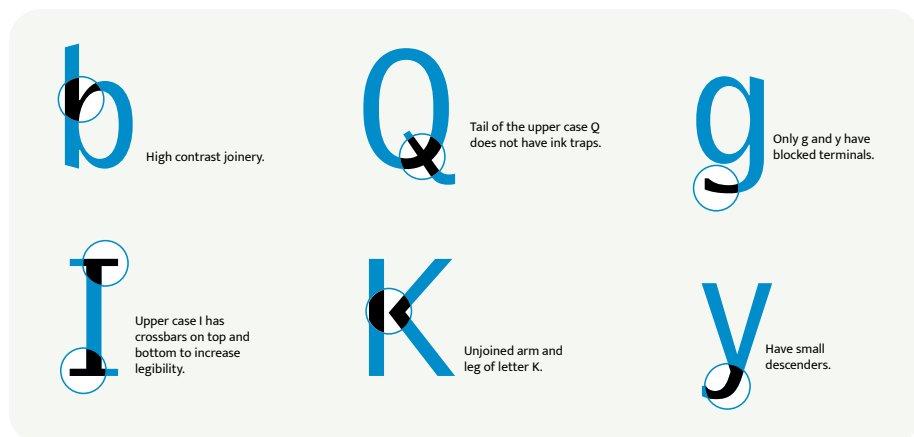 b
High contrast joinery.
Q
Tail of the upper case Q
does not have ink traps.
g
Only g and y have
blocked terminals.
I
Upper case I has
crossbars on top and
bottom to increase
legibility.
K
Unjoined arm and
leg of letter K.
y
Have small
descenders.